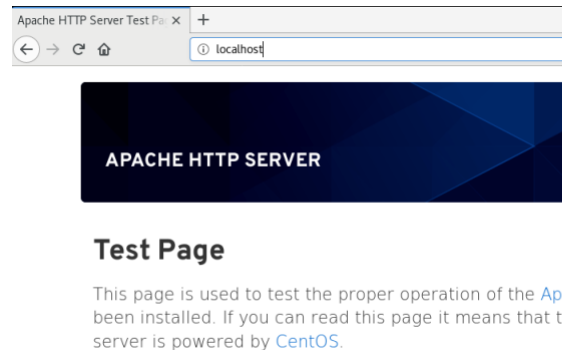 Apache HTTP Server Test Pa
localhost
APACHE HTTP SERVER
Test Page
This page is used to test the proper operation of the Ap
been installed. If you can read this page it means that t
server is powered by CentOS.